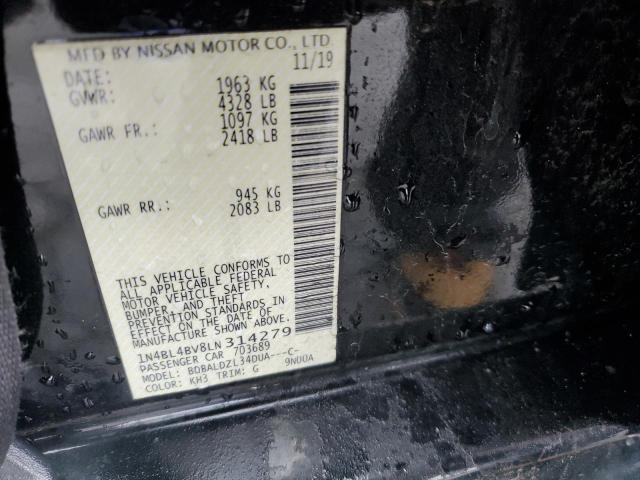 MFD BY NISSAN MOTOR CO., LTD
DATE: 11/19
GVWR: 1963 KG
4328 LB
GAWR FR.: 1097 KG
2418 LB
GAWR RR.: 945 KG
2083 LB
THIS VEHICLE CONFORMS TO
ALL APPLICABLE FEDERAL
MOTOR VEHICLE SAFETY,
BUMPER, AND THEFT
PREVENTION STANDARDS IN
EFFECT ON THE DATE OF
MANUFACTURE SHOWN ABOVE.
1N4BL4BV8LN314279
PASSENGER CAR 703689
MODEL: BDBALDZL34DUA---C-
COLOR: KH3 TRIM: G 9N00A